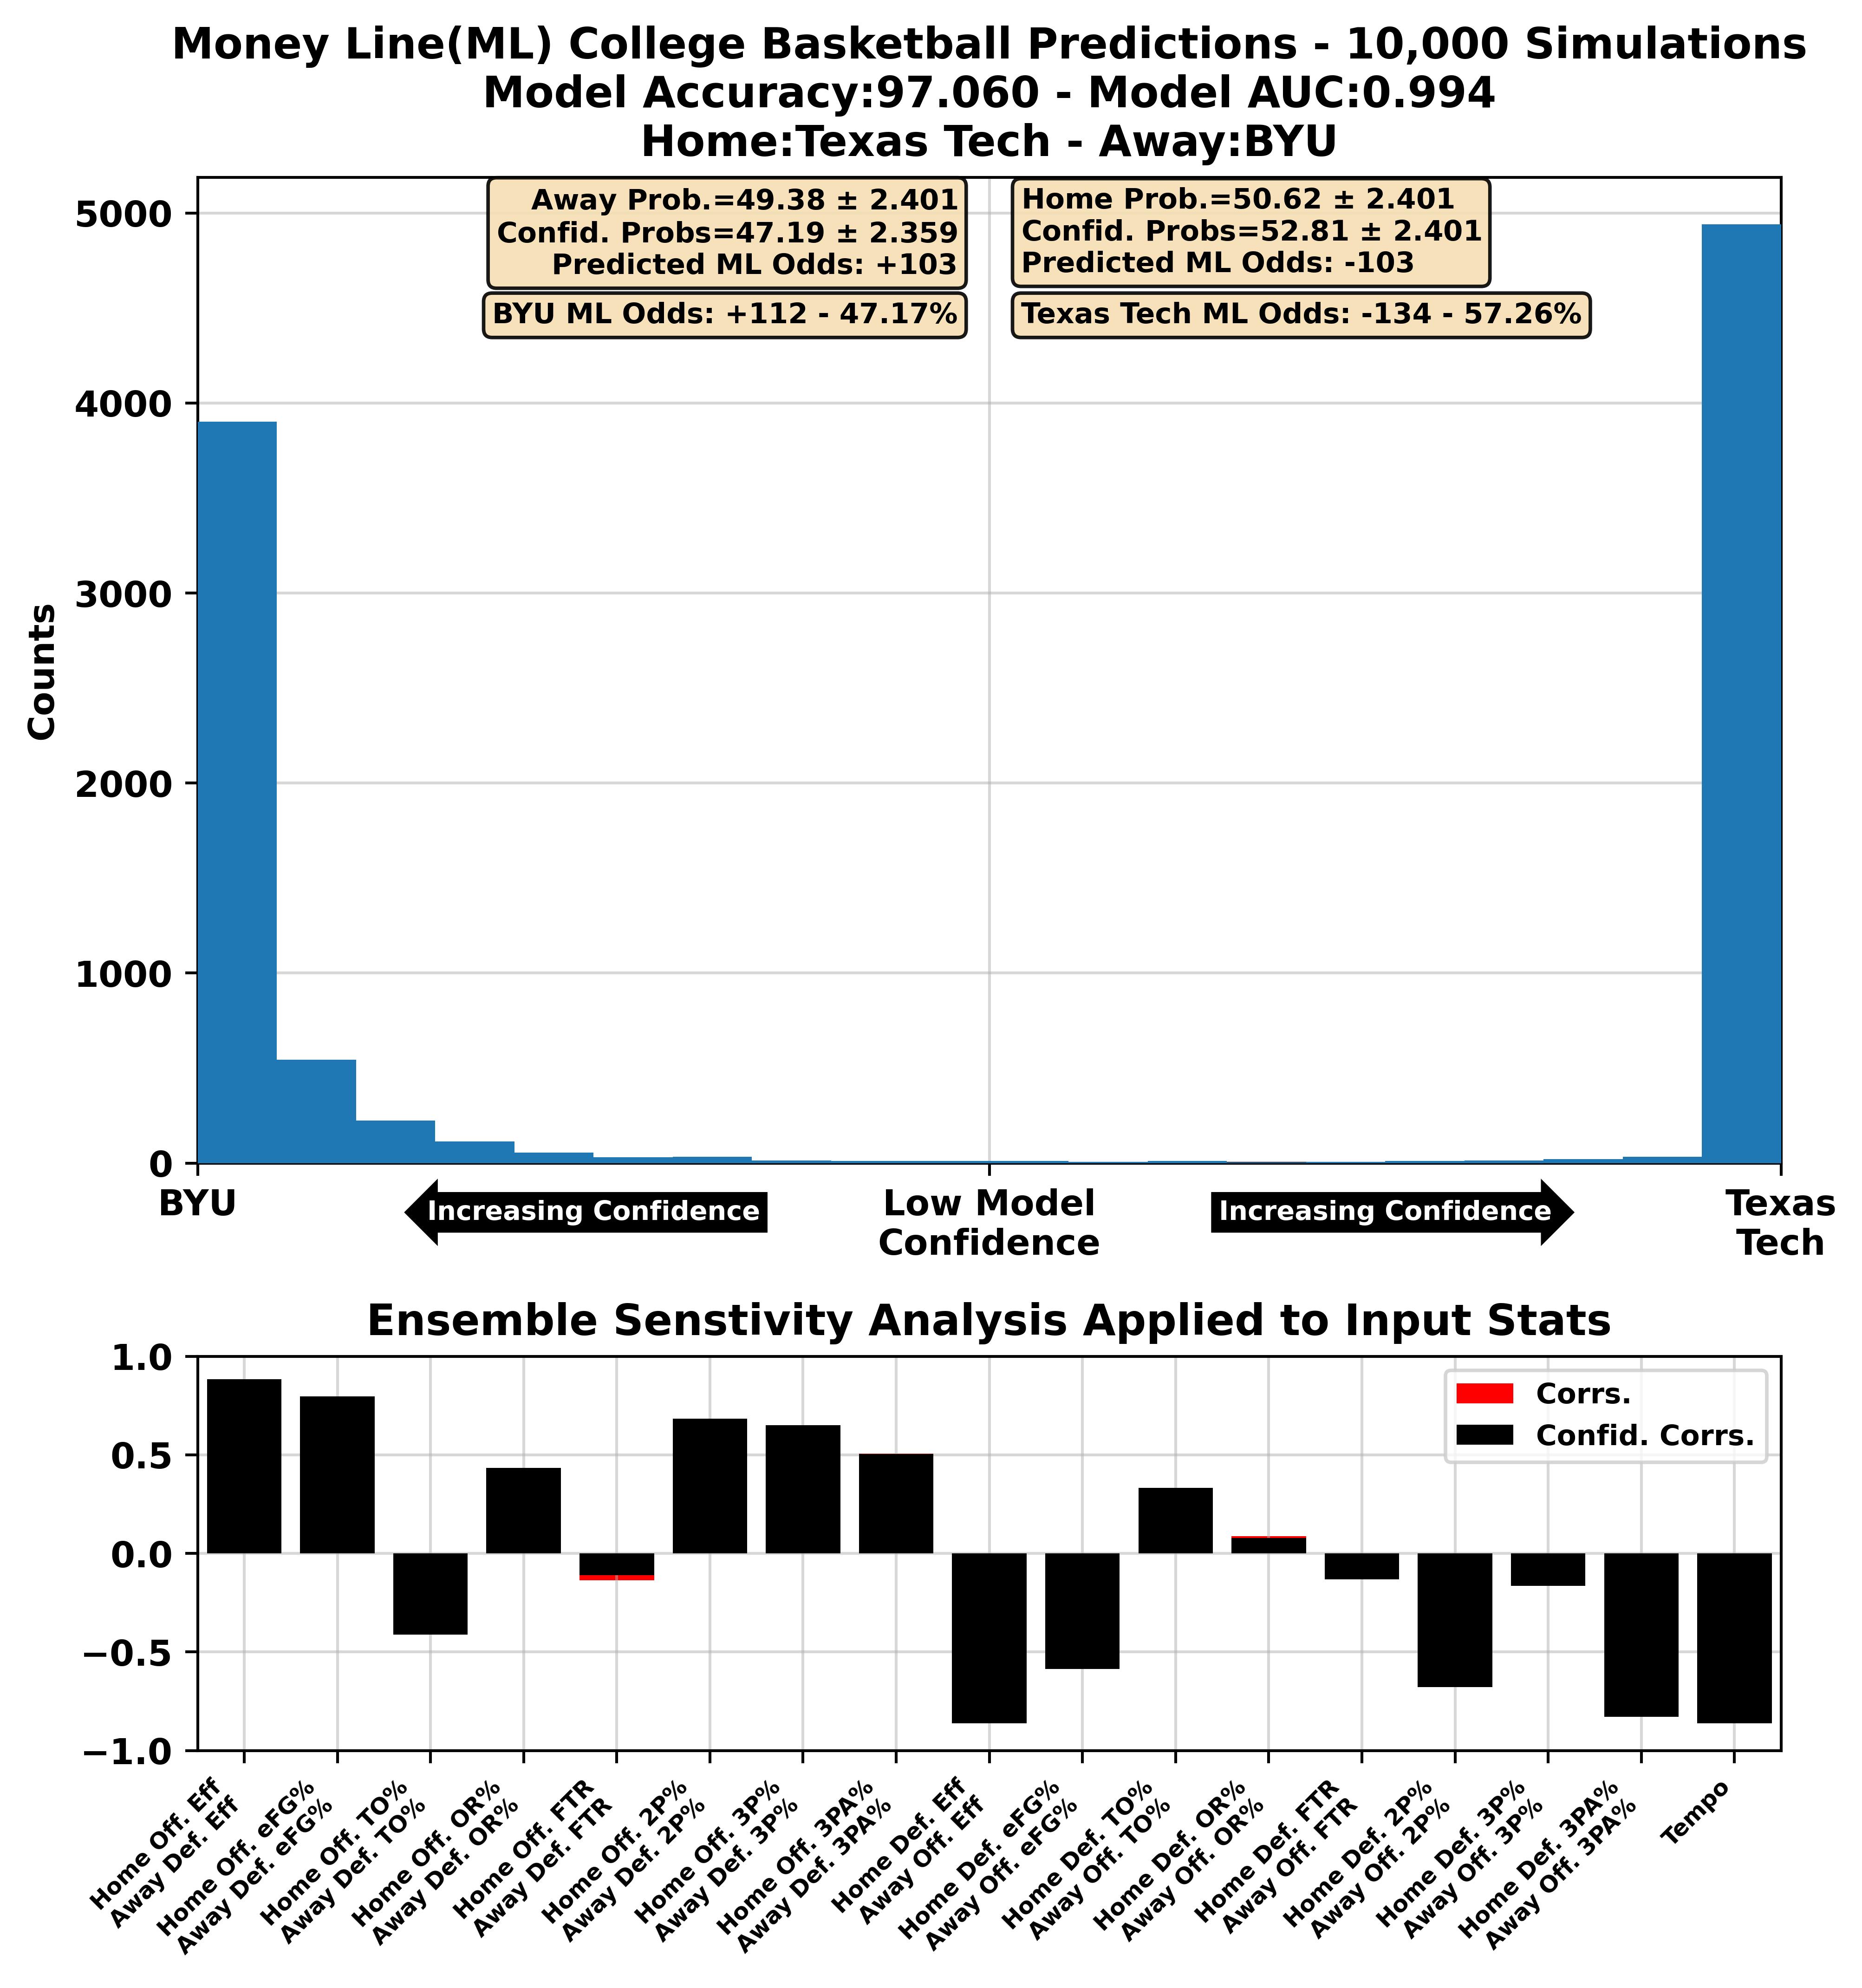 Money Line(ML) College Basketball Predictions - 10,000 Simulations
Model Accuracy:97.060 - Model AUC:0.994
Home:Texas Tech - Away:BYU
Away Prob.=49.38 ± 2.401
Confid. Probs=47.19 ± 2.359
Predicted ML Odds: +103
BYU ML Odds: +112 - 47.17%
Home Prob.=50.62 ± 2.401
Confid. Probs=52.81 ± 2.401
Predicted ML Odds: -103
Texas Tech ML Odds: -134 - 57.26%
Counts
5000
4000
3000
2000
1000
0
BYU
Increasing Confidence
Low Model
Confidence
Increasing Confidence
Texas
Tech
Ensemble Senstivity Analysis Applied to Input Stats
1.0
0.5
0.0
−0.5
−1.0
Corrs.
Confid. Corrs.
Home Off. Eff
Away Def. Eff
Home Off. eFG%
Away Def. eFG%
Home Off. TO%
Away Def. TO%
Home Off. OR%
Away Def. OR%
Home Off. FTR
Away Def. FTR
Home Off. 2P%
Away Def. 2P%
Home Off. 3P%
Away Def. 3P%
Home Off. 3PA%
Away Def. 3PA%
Home Def. Eff
Away Off. Eff
Home Def. eFG%
Away Off. eFG%
Home Def. TO%
Away Off. TO%
Home Def. OR%
Away Off. OR%
Home Def. FTR
Away Off. FTR
Home Def. 2P%
Away Off. 2P%
Home Def. 3P%
Away Off. 3P%
Home Def. 3PA%
Away Off. 3PA%
Tempo